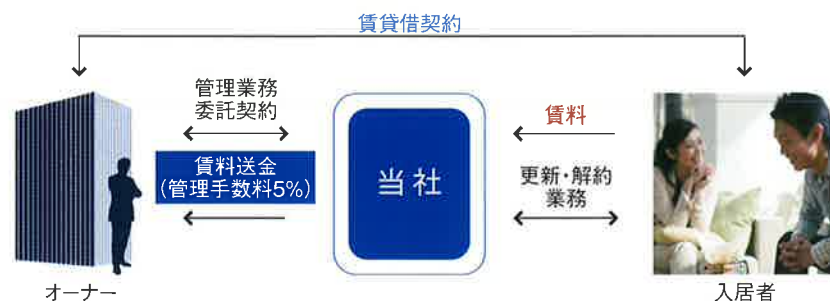 賃貸借契約
管理業務
委託契約
賃料送金
(管理手数料5%)
当社
賃料
更新・解約
業務
オーナー
入居者